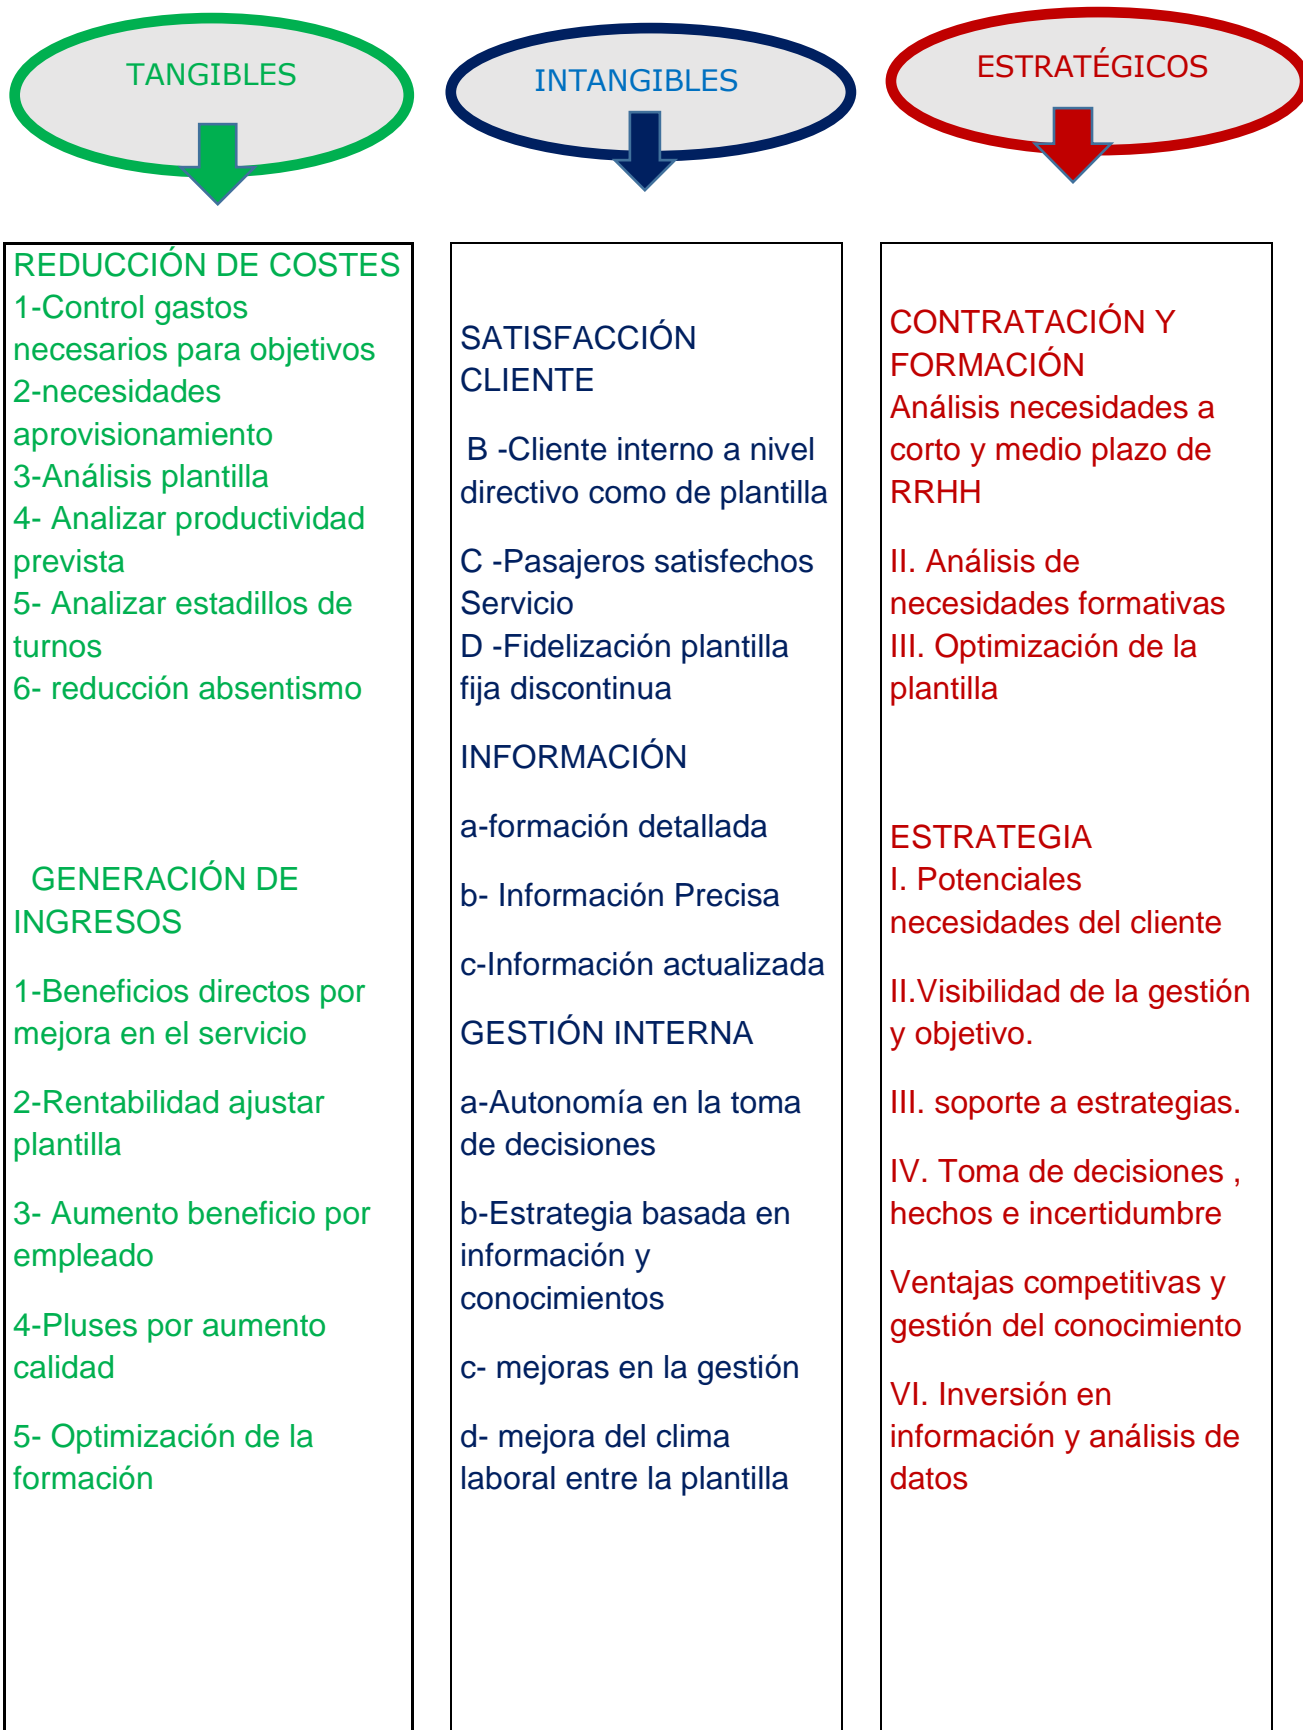 TANGIBLES
INTANGIBLES
ESTRATÉGICOS
REDUCCIÓN DE COSTES
1-Control gastos
necesarios para objetivos
2-necesidades
aprovisionamiento
3-Análisis plantilla
4- Analizar productividad
prevista
5- Analizar estadillos de
turnos
6- reducción absentismo
GENERACIÓN DE
INGRESOS
1-Beneficios directos por
mejora en el servicio
2-Rentabilidad ajustar
plantilla
3- Aumento beneficio por
empleado
4-Pluses por aumento
calidad
5- Optimización de la
formación
SATISFACCIÓN
CLIENTE
B -Cliente interno a nivel
directivo como de plantilla
C -Pasajeros satisfechos
Servicio
D -Fidelización plantilla
fija discontinua
INFORMACIÓN
a-formación detallada
b- Información Precisa
c-Información actualizada
GESTIÓN INTERNA
a-Autonomía en la toma
de decisiones
b-Estrategia basada en
información y
conocimientos
c- mejoras en la gestión
d- mejora del clima
laboral entre la plantilla
CONTRATACIÓN Y
FORMACIÓN
Análisis necesidades a
corto y medio plazo de
RRHH
II. Análisis de
necesidades formativas
III. Optimización de la
plantilla
ESTRATEGIA
I. Potenciales
necesidades del cliente
II.Visibilidad de la gestión
y objetivo.
III. soporte a estrategias.
IV. Toma de decisiones ,
hechos e incertidumbre
Ventajas competitivas y
gestión del conocimiento
VI. Inversión en
información y análisis de
datos